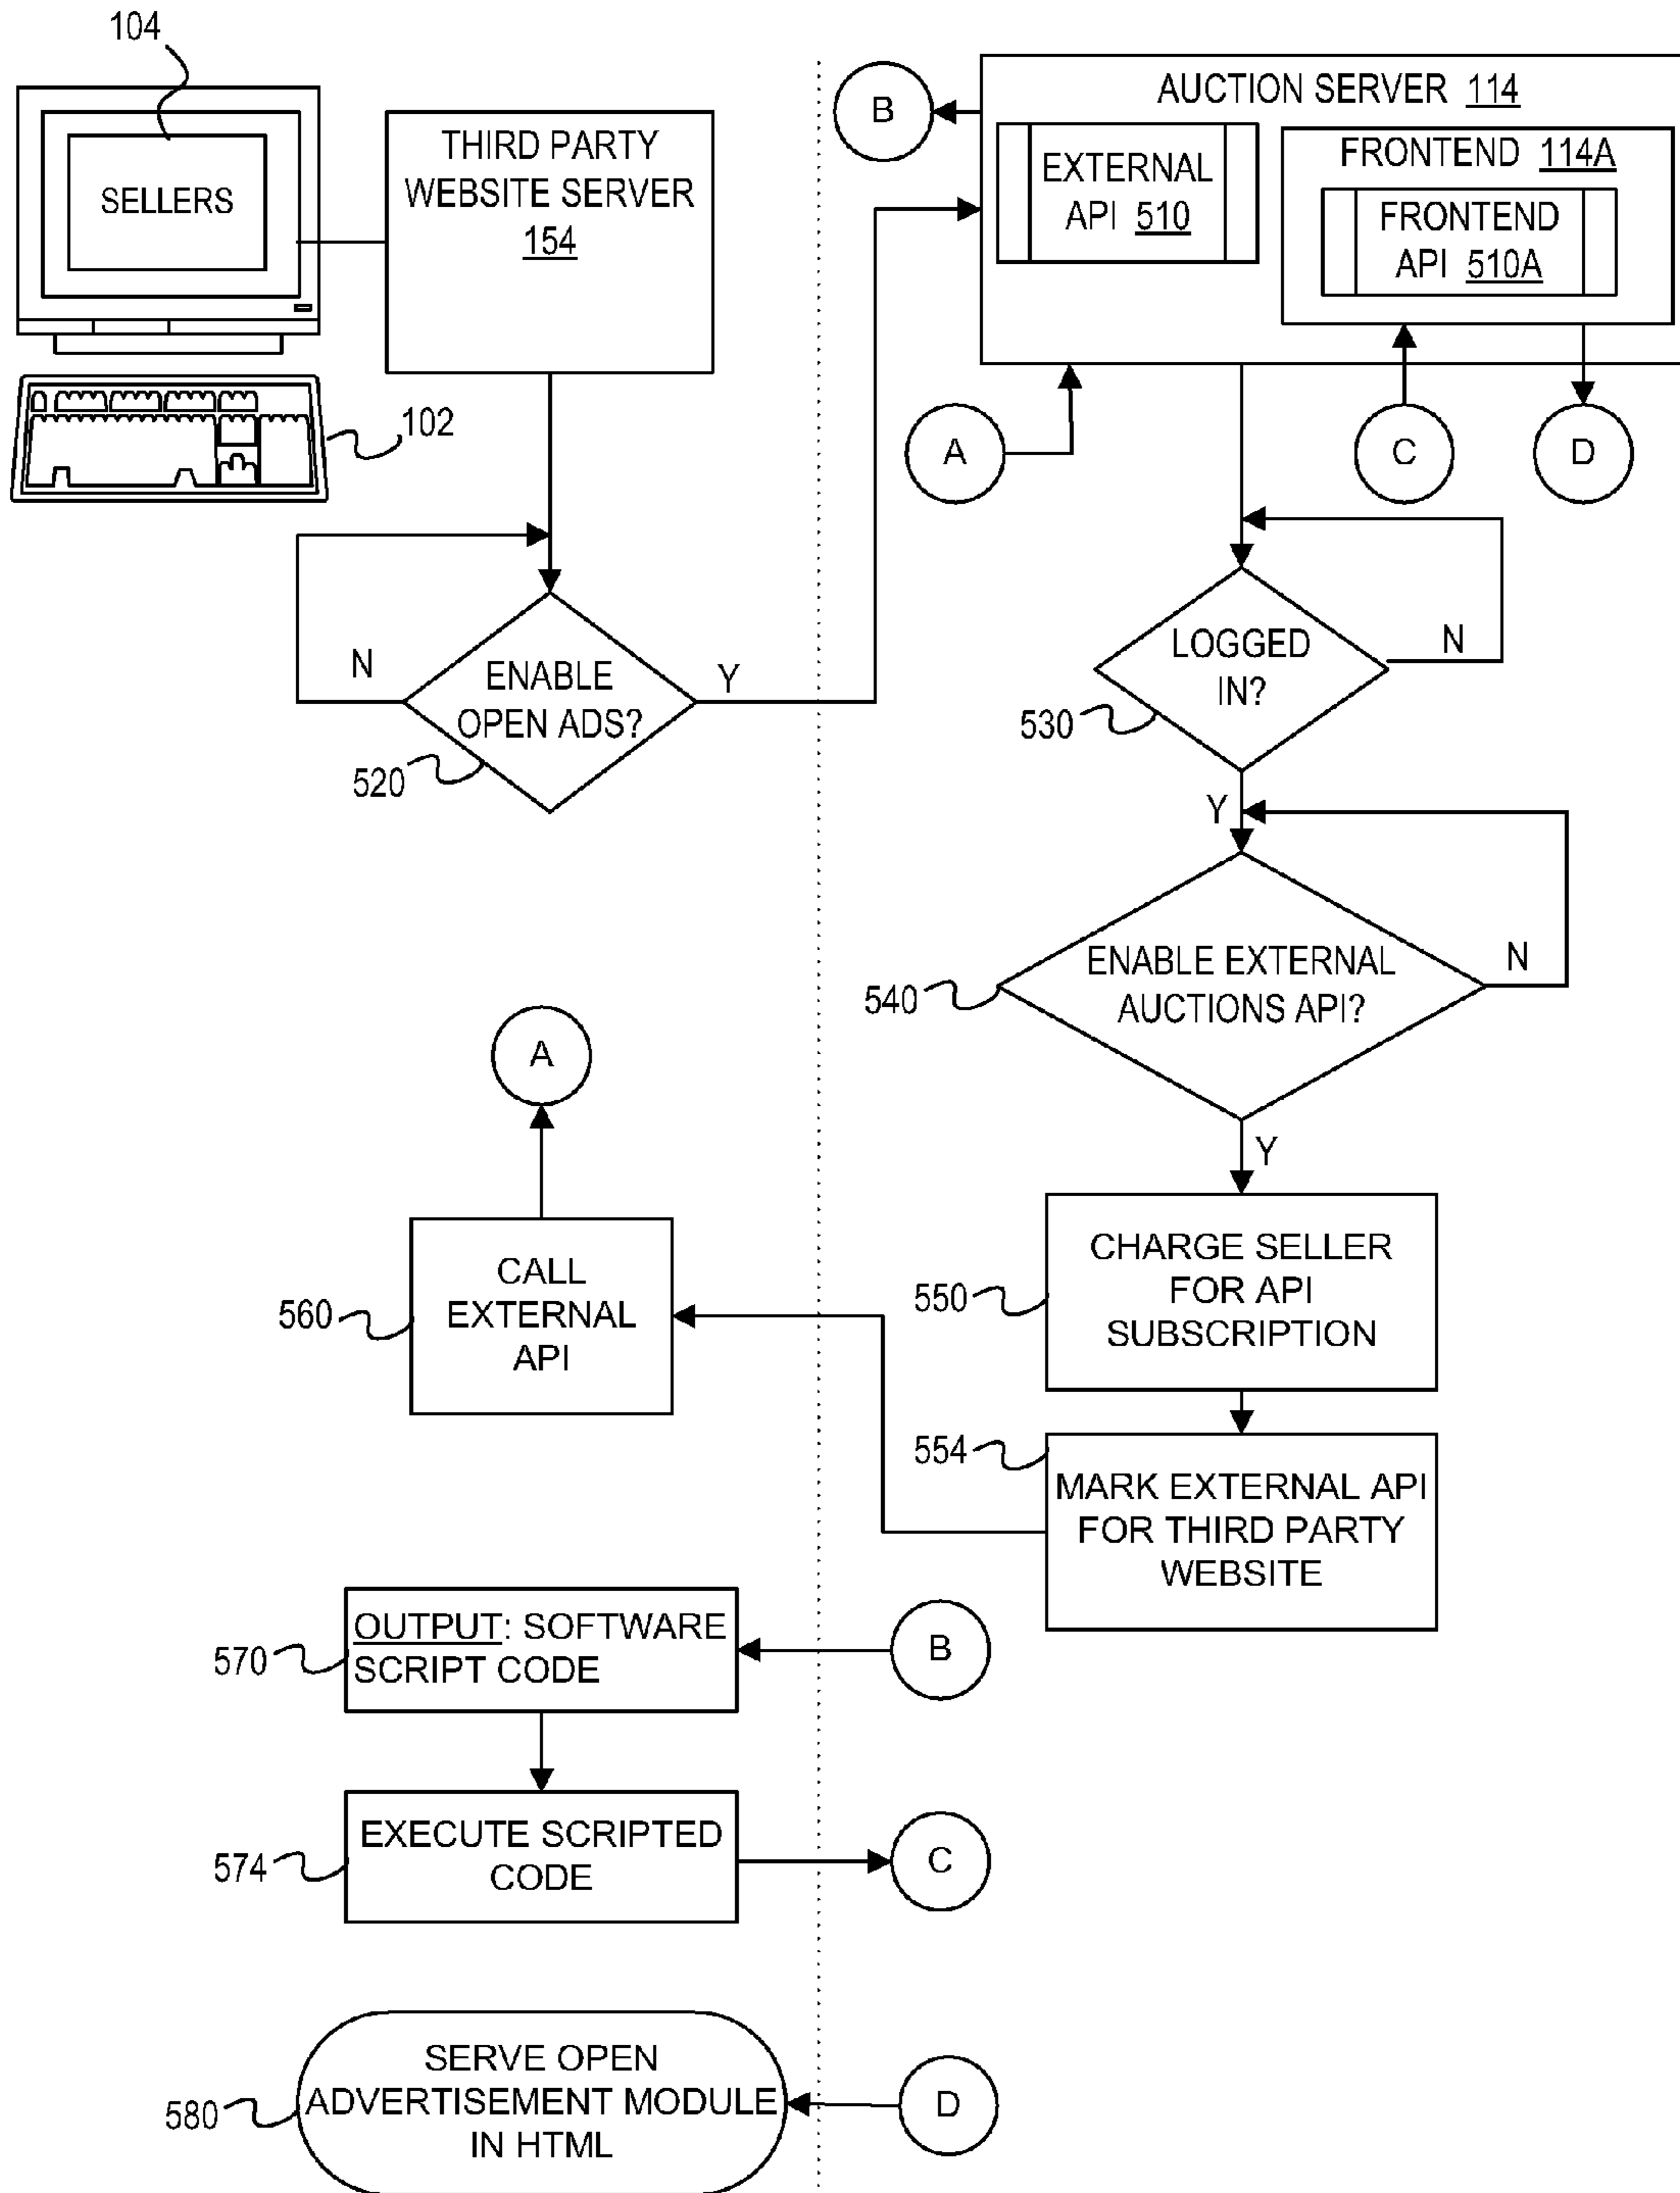 104
SELLERS
102
THIRD PARTY
WEBSITE SERVER
154
B
AUCTION SERVER 114
EXTERNAL
API 510
FRONTEND 114A
FRONTEND
API 510A
A
C
D
ENABLE
OPEN ADS?
N
Y
520
LOGGED
IN?
N
530
Y
ENABLE EXTERNAL
AUCTIONS API?
N
540
Y
A
CALL
EXTERNAL
API
560
CHARGE SELLER
FOR API
SUBSCRIPTION
550
554
MARK EXTERNAL API
FOR THIRD PARTY
WEBSITE
OUTPUT: SOFTWARE
SCRIPT CODE
570
B
EXECUTE SCRIPTED
CODE
574
C
SERVE OPEN
ADVERTISEMENT MODULE
IN HTML
580
D